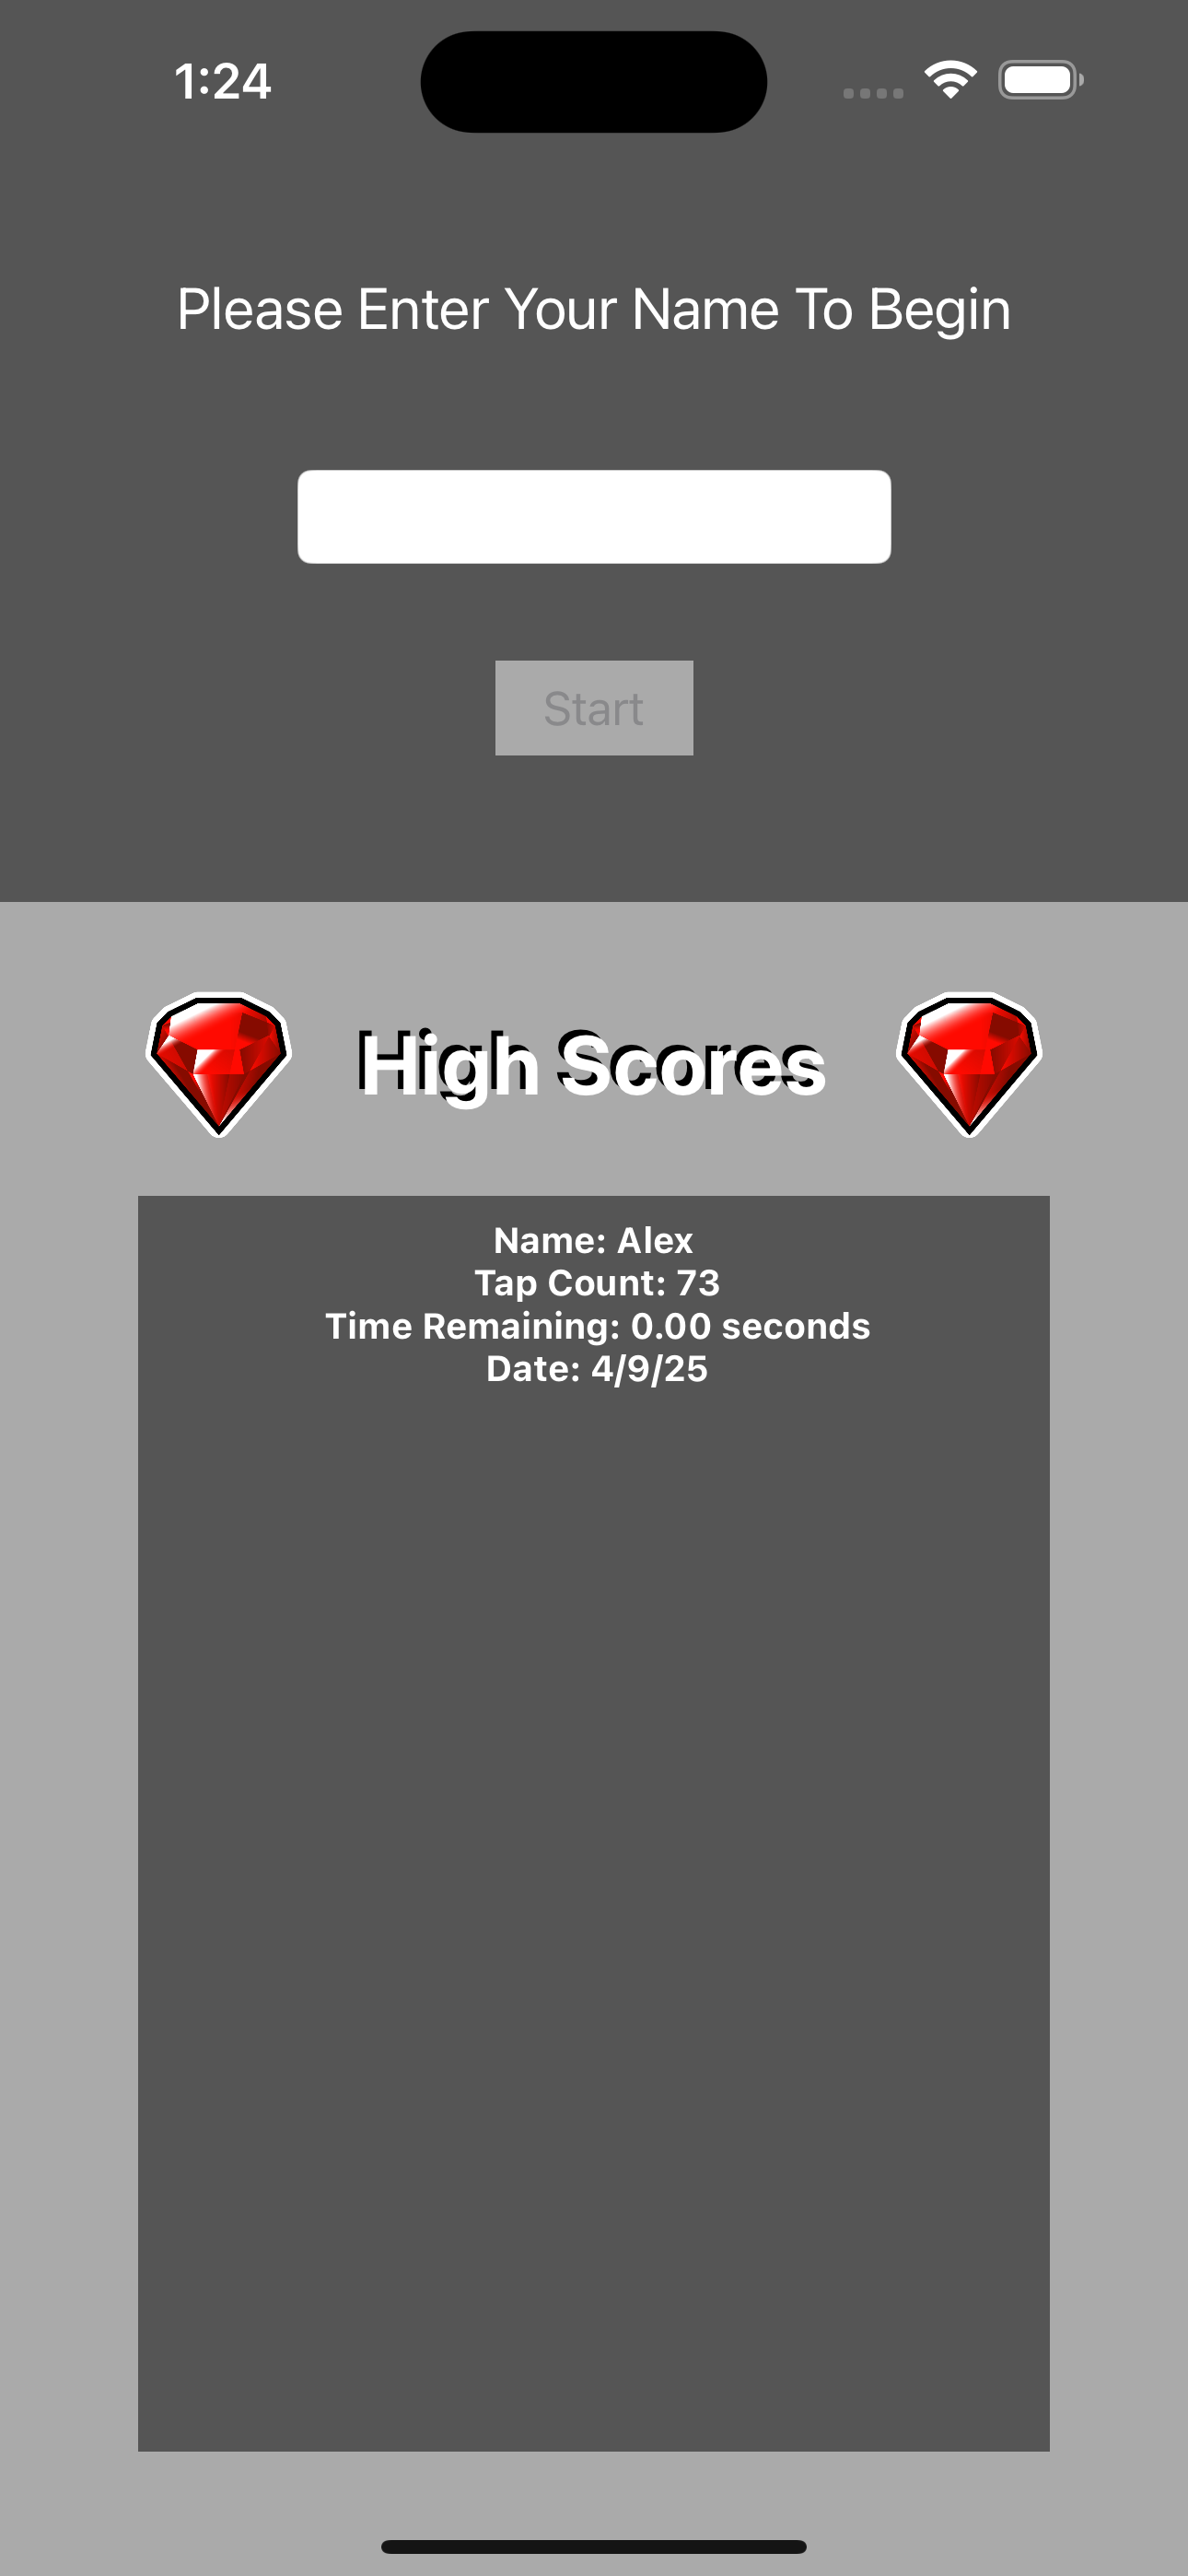 1:24
Please Enter Your Name To Begin
Start
High Scores
Name: Alex
Tap Count: 73
Time Remaining: 0.00 seconds
Date: 4/9/25